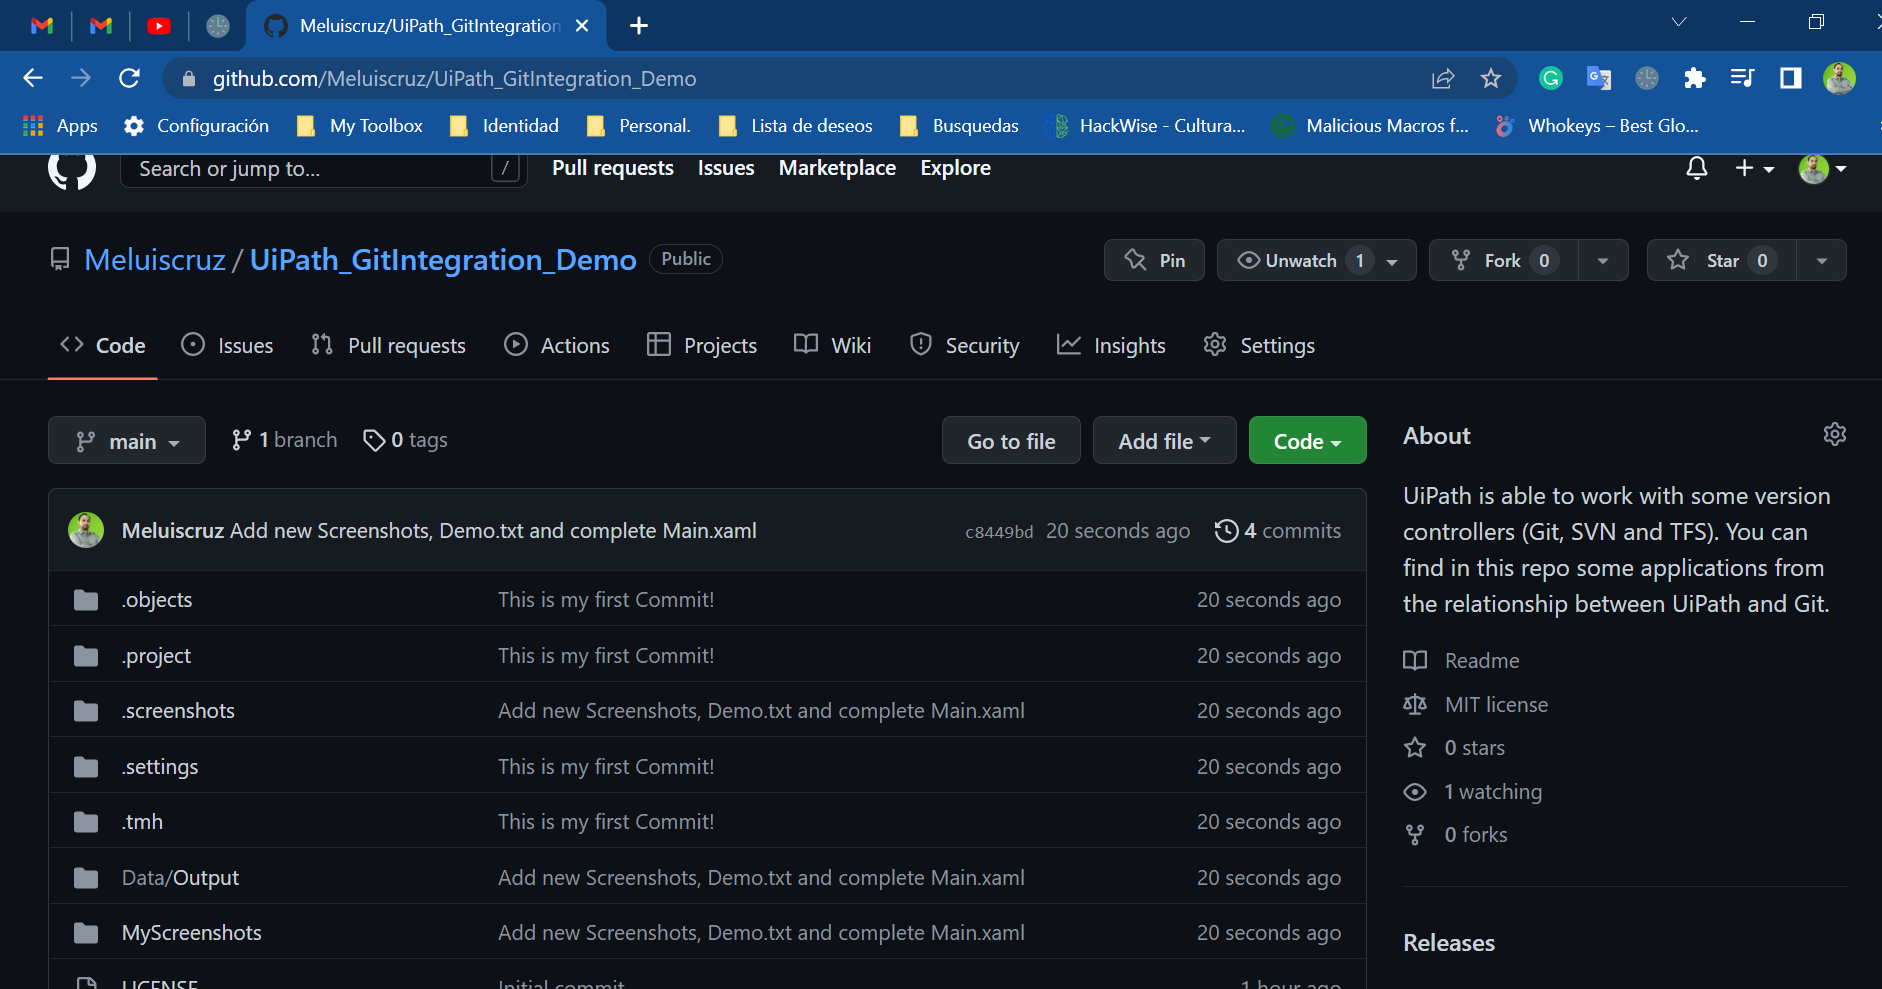 Meluiscruz/UiPath_GitIntegration
github.com/Meluiscruz/UiPath_GitIntegration_Demo
Apps Configuración My Toolbox Identidad Personal. Lista de deseos Busquedas HackWise - Cultura... Malicious Macros f... Whokeys – Best Glo...
Search or jump to... / Pull requests Issues Marketplace Explore
Meluiscruz / UiPath_GitIntegration_Demo Public Pin Unwatch 1 Fork 0 Star 0
Code Issues Pull requests Actions Projects Wiki Security Insights Settings
main 1 branch 0 tags Go to file Add file Code
Meluiscruz Add new Screenshots, Demo.txt and complete Main.xaml c8449bd 20 seconds ago 4 commits
.objects This is my first Commit! 20 seconds ago
.project This is my first Commit! 20 seconds ago
.screenshots Add new Screenshots, Demo.txt and complete Main.xaml 20 seconds ago
.settings This is my first Commit! 20 seconds ago
.tmh This is my first Commit! 20 seconds ago
Data/Output Add new Screenshots, Demo.txt and complete Main.xaml 20 seconds ago
MyScreenshots Add new Screenshots, Demo.txt and complete Main.xaml 20 seconds ago
LICENSE Initial commit 1 hour ago
About
UiPath is able to work with some version
controllers (Git, SVN and TFS). You can
find in this repo some applications from
the relationship between UiPath and Git.
Readme
MIT license
0 stars
1 watching
0 forks
Releases